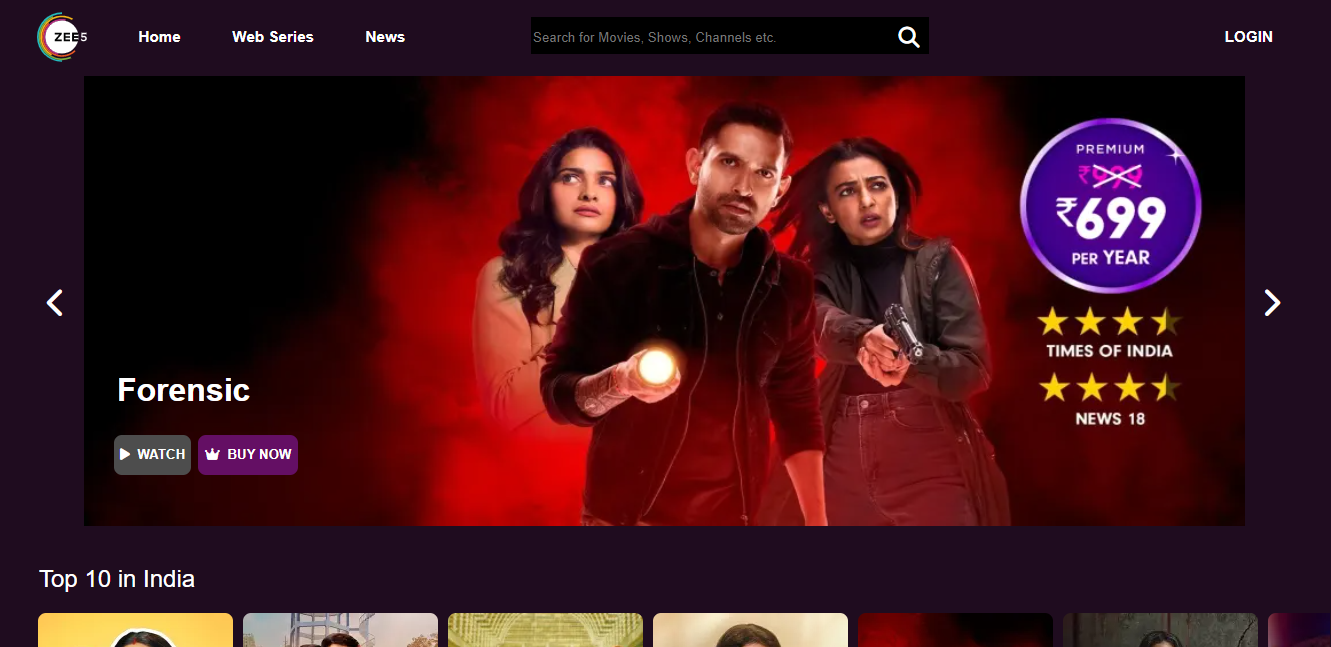 ZEE5
Home
Web Series
News
Search for Movies, Shows, Channels etc.
LOGIN
PREMIUM
₹999
₹699
PER YEAR
TIMES OF INDIA
NEWS 18
Forensic
WATCH
BUY NOW
Top 10 in India